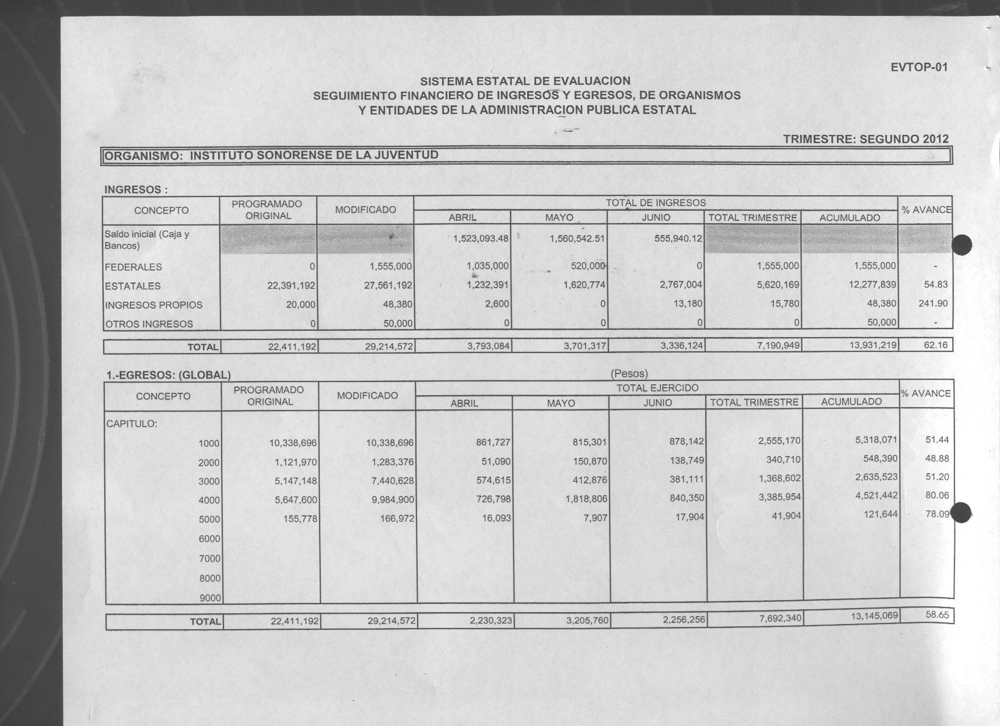 EVTOP-01
SISTEMA ESTATAL DE EVALUACION
SEGUIMIENTO FINANCIERO DE INGRESOS Y EGRESOS, DE ORGANISMOS
Y ENTIDADES DE LA ADMINISTRACION PUBLICA ESTATAL
TRIMESTRE: SEGUNDO 2012
ORGANISMO: INSTITUTO SONORENSE DE LA JUVENTUD
INGRESOS :
CONCEPTO PROGRAMADO ORIGINAL MODIFICADO TOTAL DE INGRESOS % AVANCE
ABRIL MAYO JUNIO TOTAL TRIMESTRE ACUMULADO
Saldo inicial (Caja y
Bancos) 1,523,093.48 1,560,542.51 555,940.12
FEDERALES 0 1,555,000 1,035,000 520,000 0 1,555,000 1,555,000 -
ESTATALES 22,391,192 27,561,192 1,232,391 1,620,774 2,767,004 5,620,169 12,277,839 54.83
INGRESOS PROPIOS 20,000 48,380 2,600 0 13,180 15,780 48,380 241.90
OTROS INGRESOS 0 50,000 0 0 0 0 50,000 -
TOTAL 22,411,192 29,214,572 3,793,084 3,701,317 3,336,124 7,190,949 13,931,219 62.16
1.-EGRESOS: (GLOBAL) (Pesos)
CONCEPTO PROGRAMADO ORIGINAL MODIFICADO TOTAL EJERCIDO % AVANCE
ABRIL MAYO JUNIO TOTAL TRIMESTRE ACUMULADO
CAPITULO:
1000 10,338,696 10,338,696 861,727 815,301 878,142 2,555,170 5,318,071 51.44
2000 1,121,970 1,283,376 51,090 150,870 138,749 340,710 548,390 48.88
3000 5,147,148 7,440,628 574,615 412,876 381,111 1,368,602 2,635,523 51.20
4000 5,647,600 9,984,900 726,798 1,818,806 840,350 3,385,954 4,521,442 80.06
5000 155,778 166,972 16,093 7,907 17,904 41,904 121,644 78.09
6000
7000
8000
9000
TOTAL 22,411,192 29,214,572 2,230,323 3,205,760 2,256,256 7,692,340 13,145,069 58.65